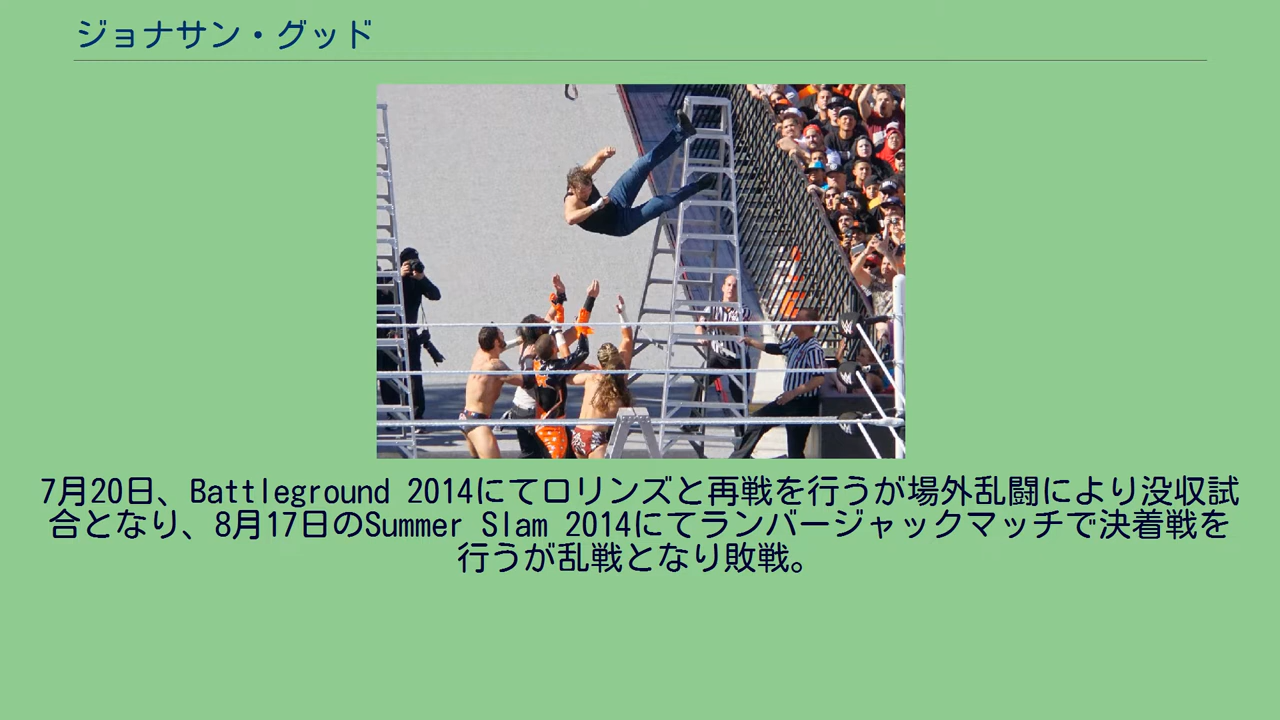 ジョナサン・グッド
7月20日、Battleground 2014にてロリンズと再戦を行うが場外乱闘により没収試
合となり、8月17日のSummer Slam 2014にてランバージャックマッチで決着戦を
行うが乱戦となり敗戦。